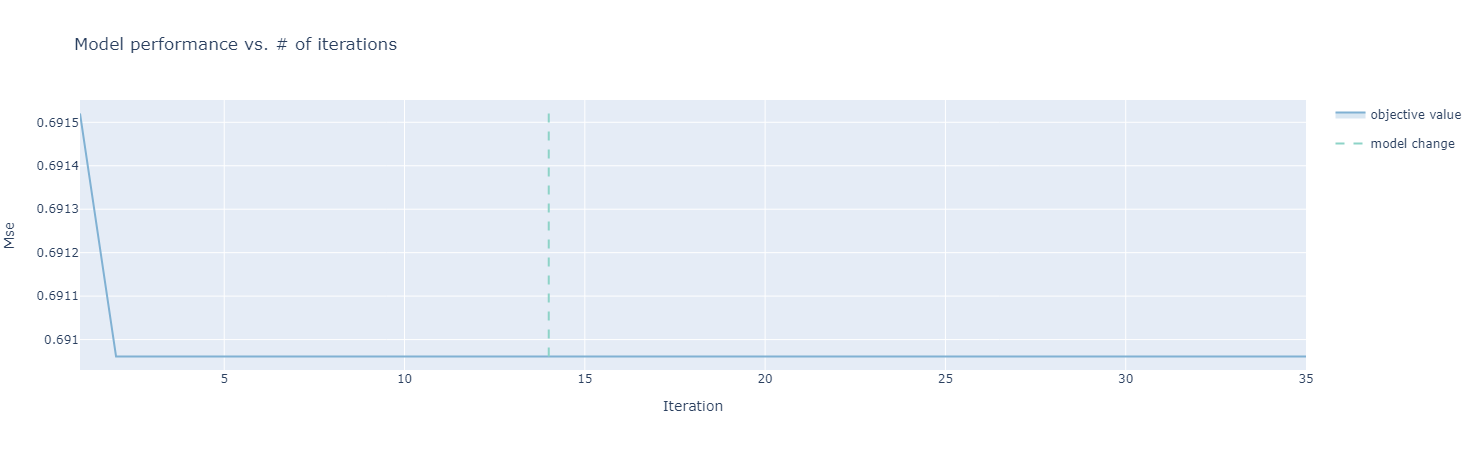 Model performance vs. # of iterations
0.6915
0.6914
0.6913
0.6912
0.6911
0.691
Mse
5 10 15 20 25 30 35
Iteration
objective value
model change